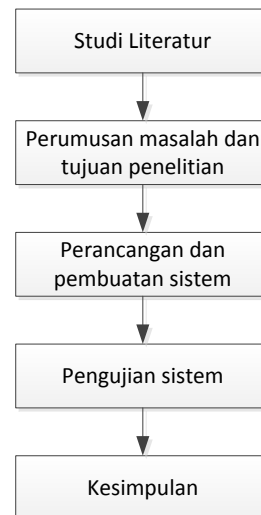 Studi Literatur
Perumusan masalah dan
tujuan penelitian
Perancangan dan
pembuatan sistem
Pengujian sistem
Kesimpulan